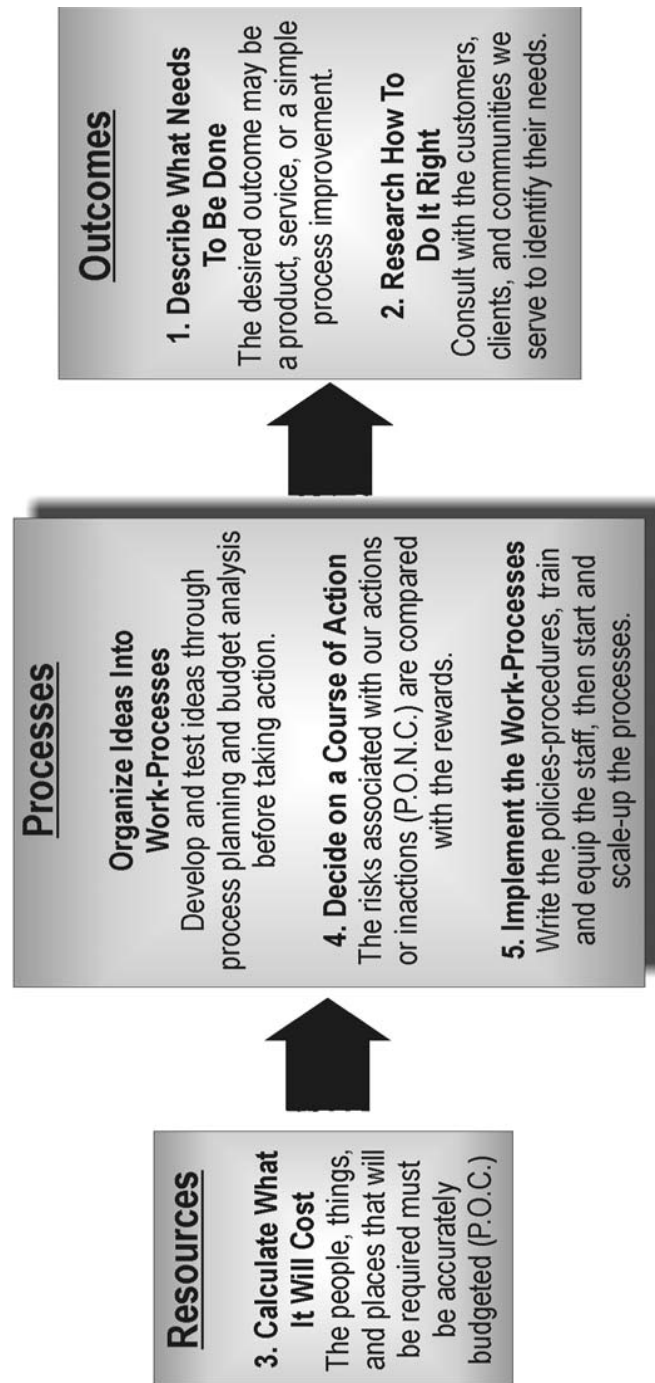 Resources
3. Calculate What
It Will Cost
The people, things,
and places that will
be required must
be accurately
budgeted (P.O.C.)
Processes
Organize Ideas Into
Work-Processes
Develop and test ideas through
process planning and budget analysis
before taking action.
4. Decide on a Course of Action
The risks associated with our actions
or inactions (P.O.N.C.) are compared
with the rewards.
5. Implement the Work-Processes
Write the policies-procedures, train
and equip the staff, then start and
scale-up the processes.
Outcomes
1. Describe What Needs
To Be Done
The desired outcome may be
a product, service, or a simple
process improvement.
2. Research How To
Do It Right
Consult with the customers,
clients, and communities we
serve to identify their needs.